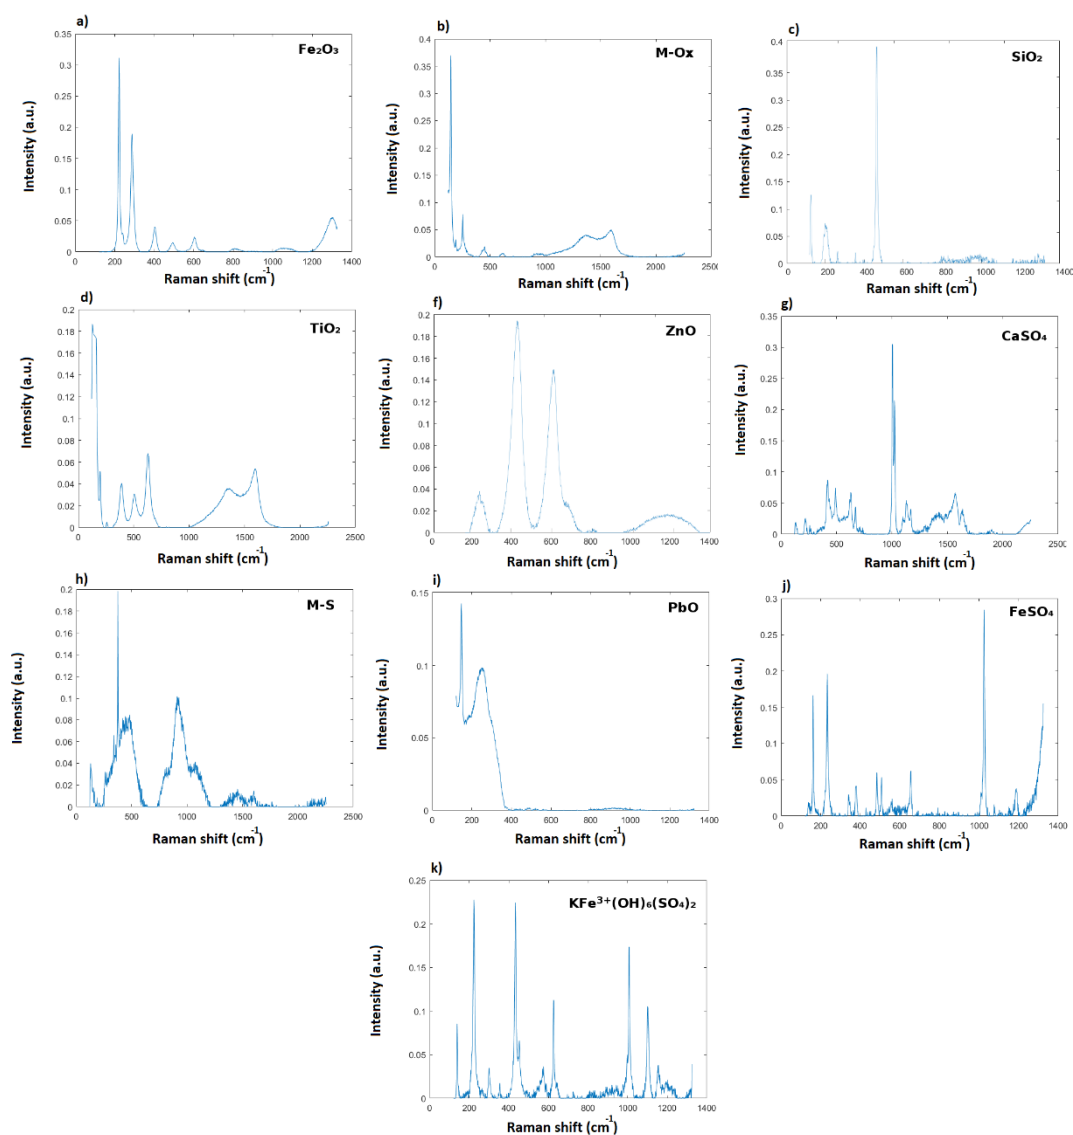 a)
Fe₂O₃
Intensity (a.u.)
0.35
0.3
0.25
0.2
0.15
0.1
0.05
0
0 200 400 600 800 1000 1200 1400
Raman shift (cm⁻¹)
b)
M-Ox
Intensity (a.u.)
0.4
0.35
0.3
0.25
0.2
0.15
0.1
0.05
0
0 500 1000 1500 2000 2500
Raman shift (cm⁻¹)
c)
SiO₂
Intensity (a.u.)
0.4
0.35
0.3
0.25
0.2
0.15
0.1
0.05
0
0 200 400 600 800 1000 1200 1400
Raman shift (cm⁻¹)
d)
TiO₂
Intensity (a.u.)
0.2
0.18
0.16
0.14
0.12
0.1
0.08
0.06
0.04
0.02
0
0 500 1000 1500 2000 2500
Raman shift (cm⁻¹)
f)
ZnO
Intensity (a.u.)
0.2
0.18
0.16
0.14
0.12
0.1
0.08
0.06
0.04
0.02
0
0 200 400 600 800 1000 1200 1400
Raman shift (cm⁻¹)
g)
CaSO₄
Intensity (a.u.)
0.35
0.3
0.25
0.2
0.15
0.1
0.05
0
0 500 1000 1500 2000 2500
Raman shift (cm⁻¹)
h)
M-S
Intensity (a.u.)
0.2
0.18
0.16
0.14
0.12
0.1
0.08
0.06
0.04
0.02
0
0 500 1000 1500 2000 2500
Raman shift (cm⁻¹)
i)
PbO
Intensity (a.u.)
0.15
0.1
0.05
0
0 200 400 600 800 1000 1200 1400
Raman shift (cm⁻¹)
j)
FeSO₄
Intensity (a.u.)
0.3
0.25
0.2
0.15
0.1
0.05
0
0 200 400 600 800 1000 1200 1400
Raman shift (cm⁻¹)
k)
KFe³⁺(OH)₆(SO₄)₂
Intensity (a.u.)
0.25
0.2
0.15
0.1
0.05
0
0 200 400 600 800 1000 1200 1400
Raman shift (cm⁻¹)